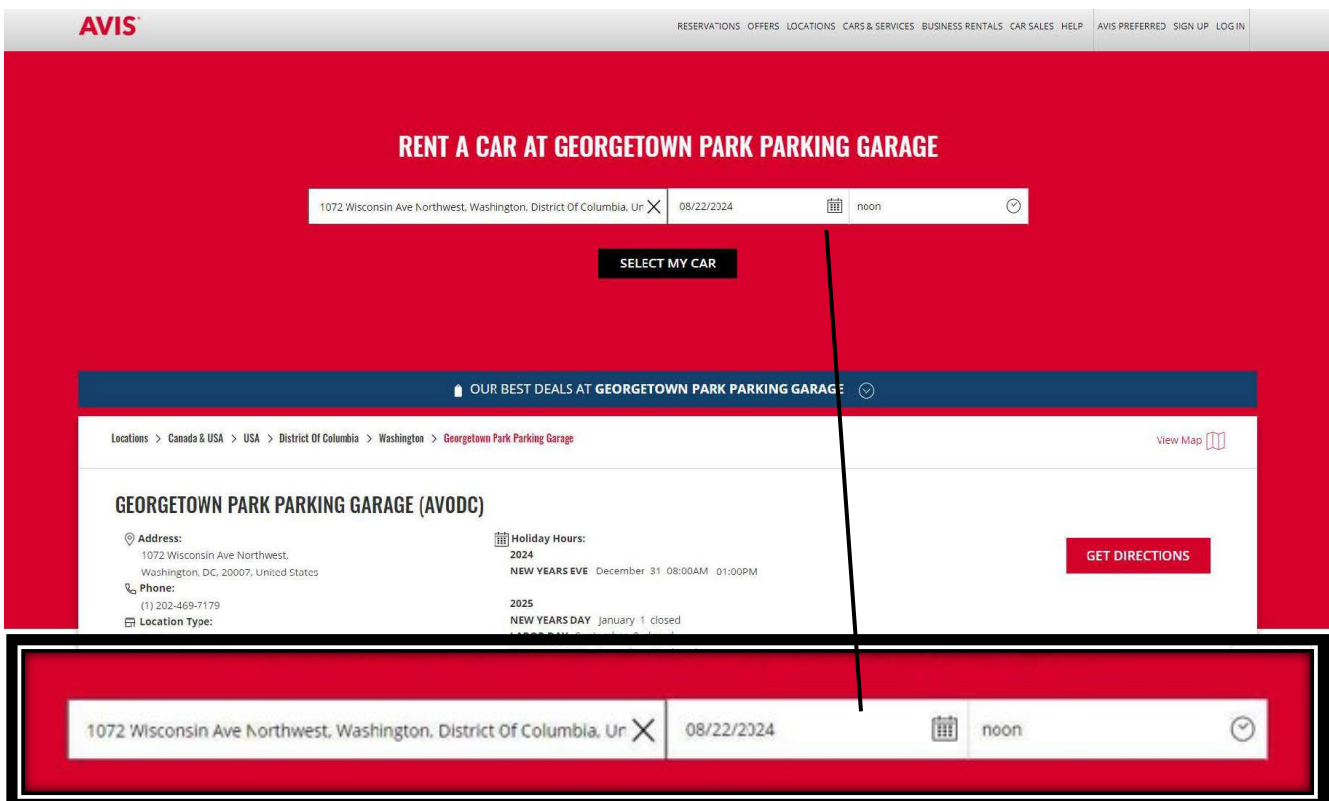 AVIS
RESERVATIONS OFFERS LOCATIONS CARS & SERVICES BUSINESS RENTALS CAR SALES HELP AVIS PREFERRED SIGN UP LOG IN
RENT A CAR AT GEORGETOWN PARK PARKING GARAGE
1072 Wisconsin Ave Northwest, Washington, District Of Columbia, Un 08/22/2024 noon
SELECT MY CAR
OUR BEST DEALS AT GEORGETOWN PARK PARKING GARAGE
Locations > Canada & USA > USA > District Of Columbia > Washington > Georgetown Park Parking Garage
View Map
GEORGETOWN PARK PARKING GARAGE (AV0DC)
Address:
1072 Wisconsin Ave Northwest,
Washington, DC, 20007, United States
Phone:
(1) 202-469-7179
Location Type:
Holiday Hours:
2024
NEW YEARS EVE December 31 08:00AM 01:00PM
2025
NEW YEARS DAY January 1 closed
GET DIRECTIONS
1072 Wisconsin Ave Northwest, Washington, District Of Columbia, Un 08/22/2024 noon